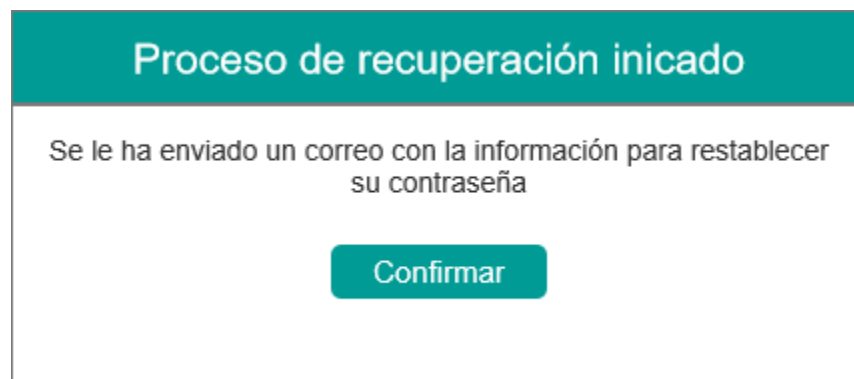 Proceso de recuperación inicado
Se le ha enviado un correo con la información para restablecer
su contraseña
Confirmar